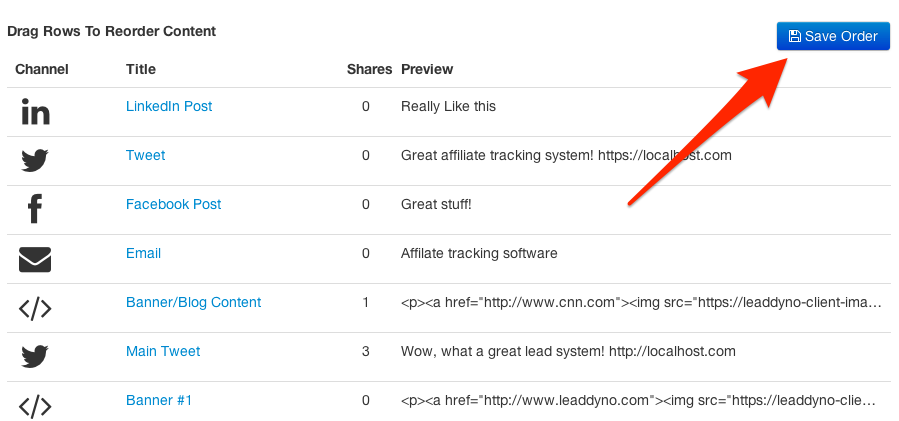 Drag Rows To Reorder Content
Save Order
Channel Title Shares Preview
in LinkedIn Post 0 Really Like this
Tweet 0 Great affiliate tracking system! https://localhost.com
f Facebook Post 0 Great stuff!
Email 0 Affilate tracking software
</> Banner/Blog Content 1 <p><a href="http://www.cnn.com"><img src="https://leaddyno-client-ima…
Main Tweet 3 Wow, what a great lead system! http://localhost.com
</> Banner #1 0 <p><a href="http://www.leaddyno.com"><img src="https://leaddyno-clie…